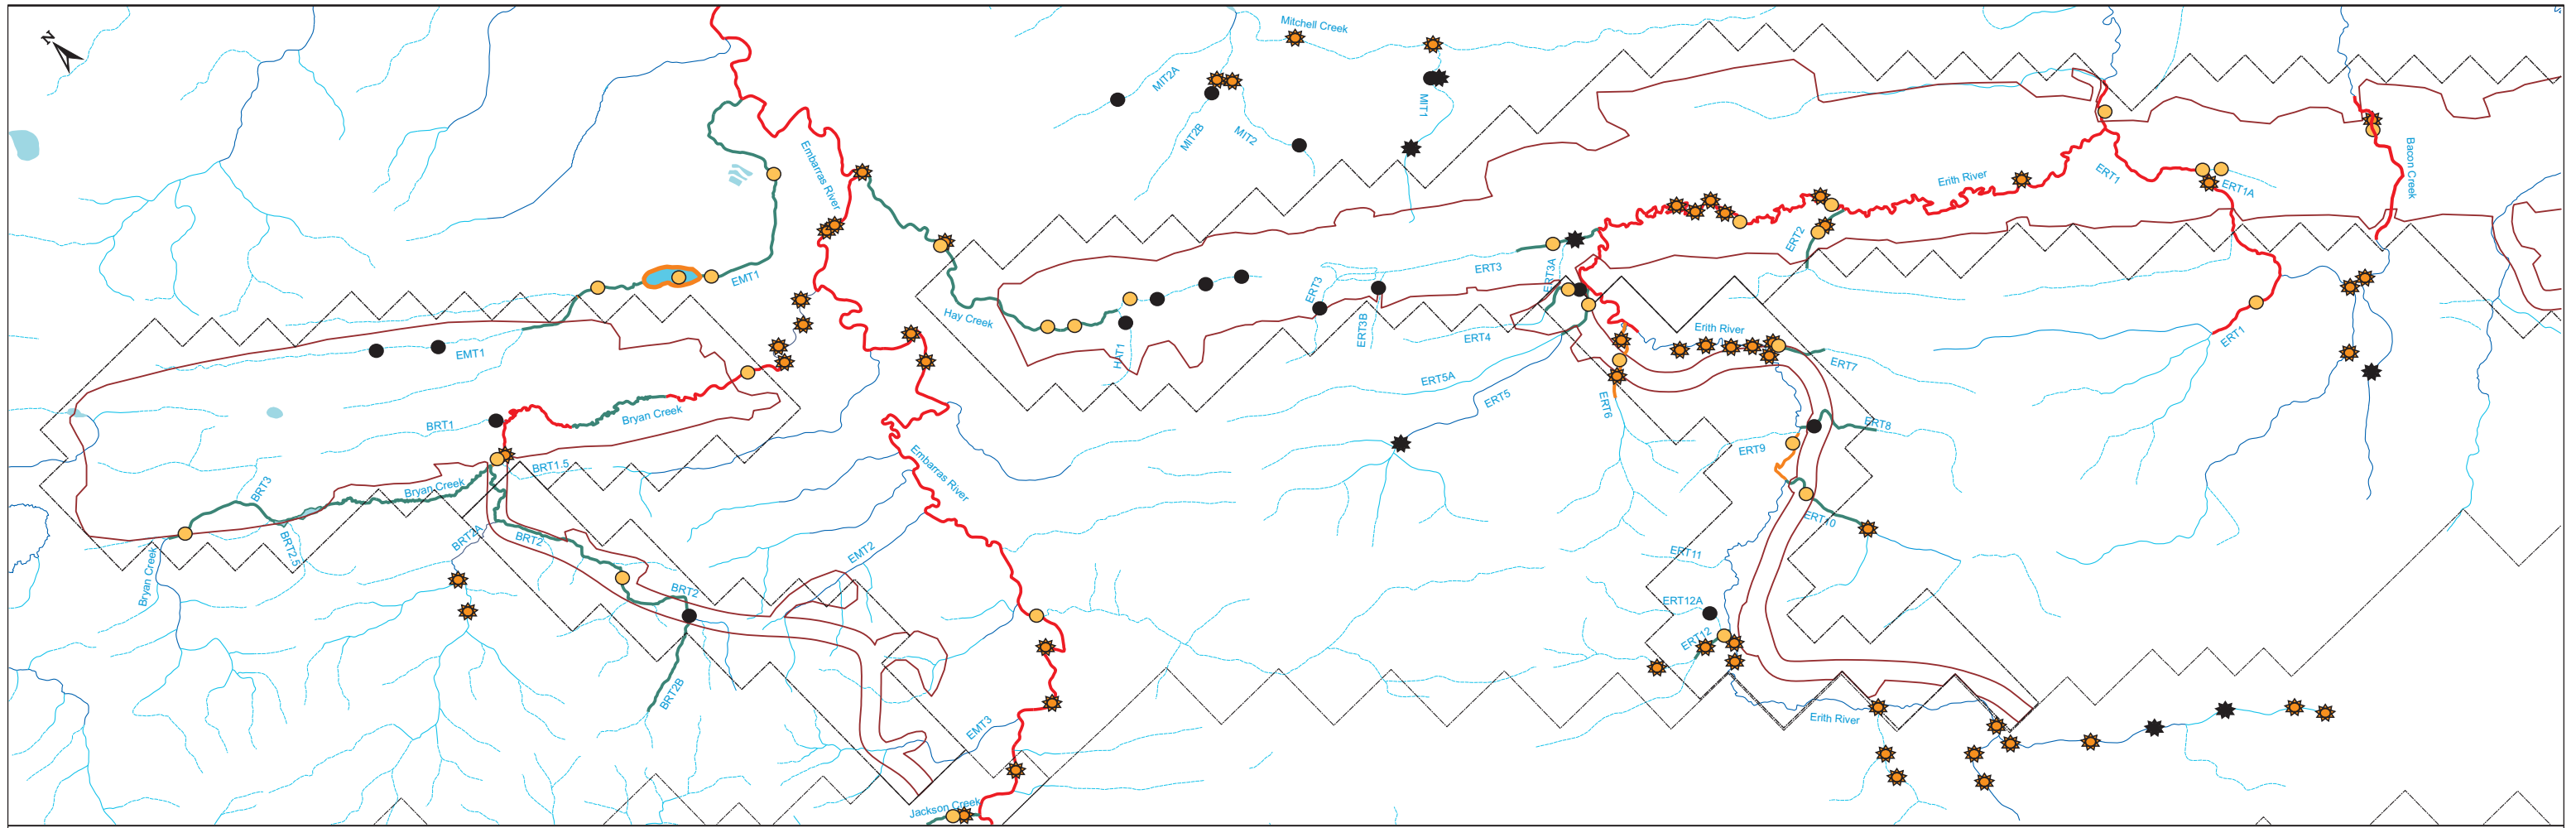 N
Mitchell Creek
MIT2A
MIT1
MIT2B
MIT2
Embarras River
Bacon Creek
ERT1
Erith River
ERT1A
ERT2
ERT3
ERT3A
EMT1
ERT3
Hay Creek
ERT3B
Erith River
ERT4
ERT1
HAT1
EMT1
ERT7
ERT5A
ERT5
ERT6
Bryan Creek
BRT1
ERT8
ERT9
BRT1.5
Embarras River
Bryan Creek
BRT3
ERT10
BRT2A
BRT2
BRT2.5
EMT2
ERT11
Bryan Creek
BRT2
ERT12A
ERT12
BRT2B
Erith River
EMT3
Jackson Creek